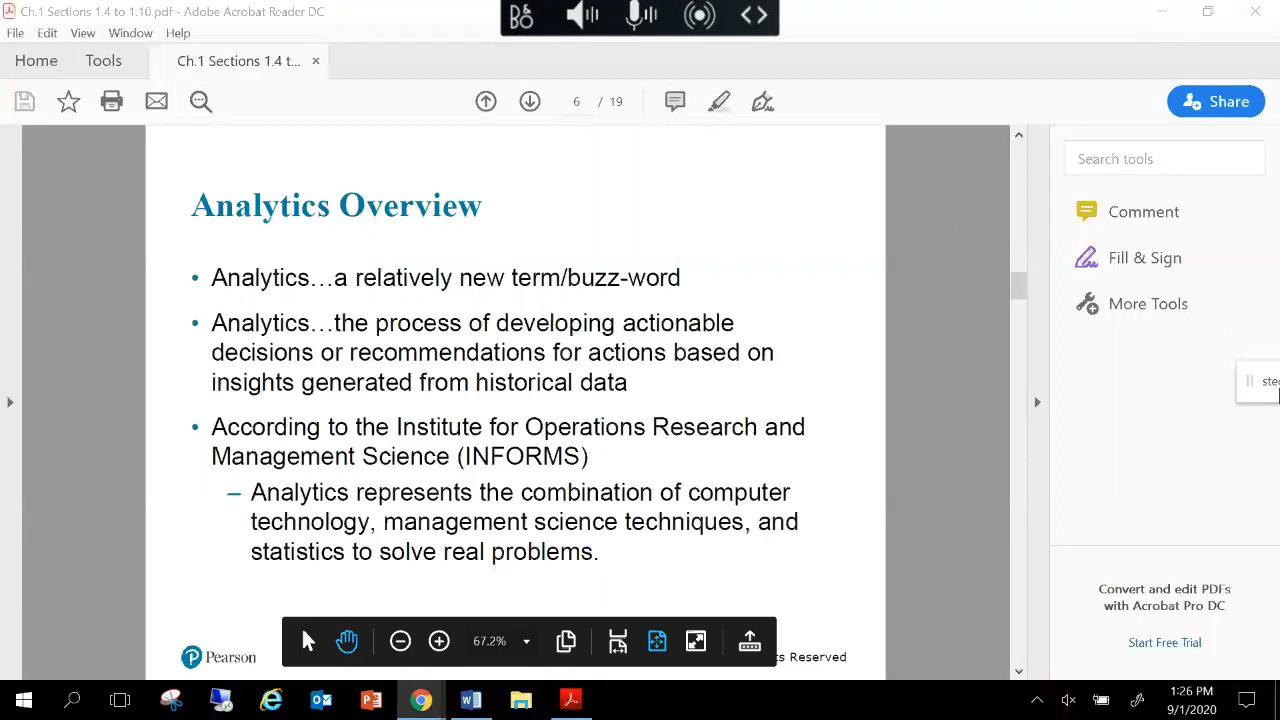 Ch.1 Sections 1.4 to 1.10.pdf - Adobe Acrobat Reader DC
File Edit View Window Help
Home Tools Ch.1 Sections 1.4 t... ×
6 / 19
Share
Search tools
Comment
Fill & Sign
More Tools
Analytics Overview
• Analytics…a relatively new term/buzz-word
• Analytics…the process of developing actionable
decisions or recommendations for actions based on
insights generated from historical data
• According to the Institute for Operations Research and
Management Science (INFORMS)
– Analytics represents the combination of computer
technology, management science techniques, and
statistics to solve real problems.
Convert and edit PDFs
with Acrobat Pro DC
Start Free Trial
67.2%
Pearson
Reserved
1:26 PM
9/1/2020